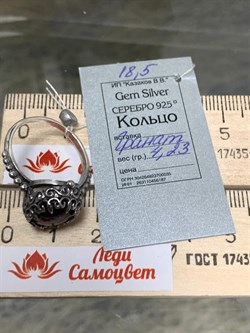 18,5
ИП "Казаков В.В."
Gem Silver
СЕРЕБРО 925°
Кольцо
вставка
гранат
вес (гр.) 4,23
цена
Леди
Самоцвет
ГОСТ 17435